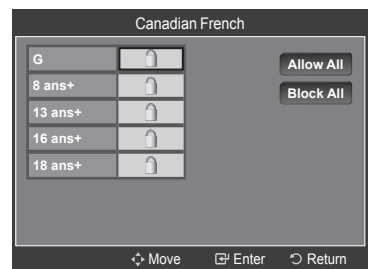 Canadian French
G
Allow All
8 ans+
Block All
13 ans+
16 ans+
18 ans+
Move Enter Return